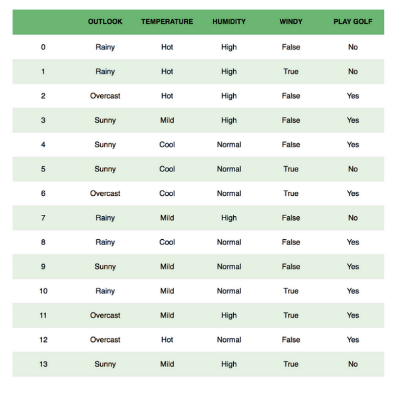 OUTLOOK TEMPERATURE HUMIDITY WINDY PLAY GOLF
0 Rainy Hot High False No
1 Rainy Hot High True No
2 Overcast Hot High False Yes
3 Sunny Mild High False Yes
4 Sunny Cool Normal False Yes
5 Sunny Cool Normal True No
6 Overcast Cool Normal True Yes
7 Rainy Mild High False No
8 Rainy Cool Normal False Yes
9 Sunny Mild Normal False Yes
10 Rainy Mild Normal True Yes
11 Overcast Mild High True Yes
12 Overcast Hot Normal False Yes
13 Sunny Mild High True No